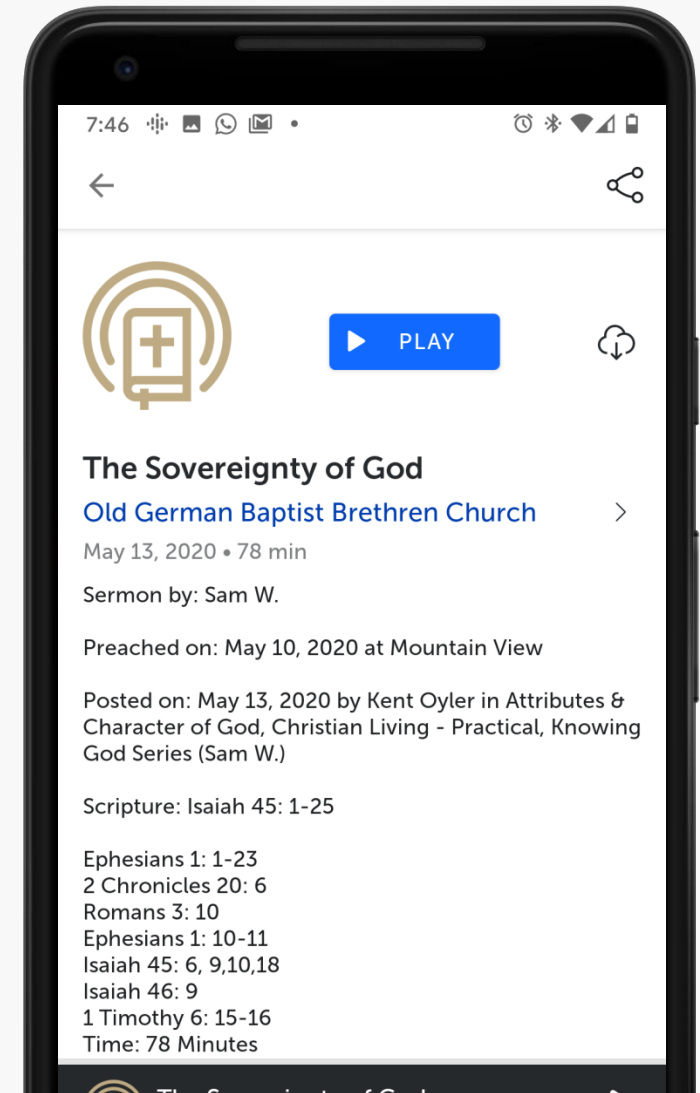 7:46
PLAY
The Sovereignty of God
Old German Baptist Brethren Church
May 13, 2020 • 78 min
Sermon by: Sam W.
Preached on: May 10, 2020 at Mountain View
Posted on: May 13, 2020 by Kent Oyler in Attributes &
Character of God, Christian Living - Practical, Knowing
God Series (Sam W.)
Scripture: Isaiah 45: 1-25
Ephesians 1: 1-23
2 Chronicles 20: 6
Romans 3: 10
Ephesians 1: 10-11
Isaiah 45: 6, 9,10,18
Isaiah 46: 9
1 Timothy 6: 15-16
Time: 78 Minutes
The Sovereignty of God